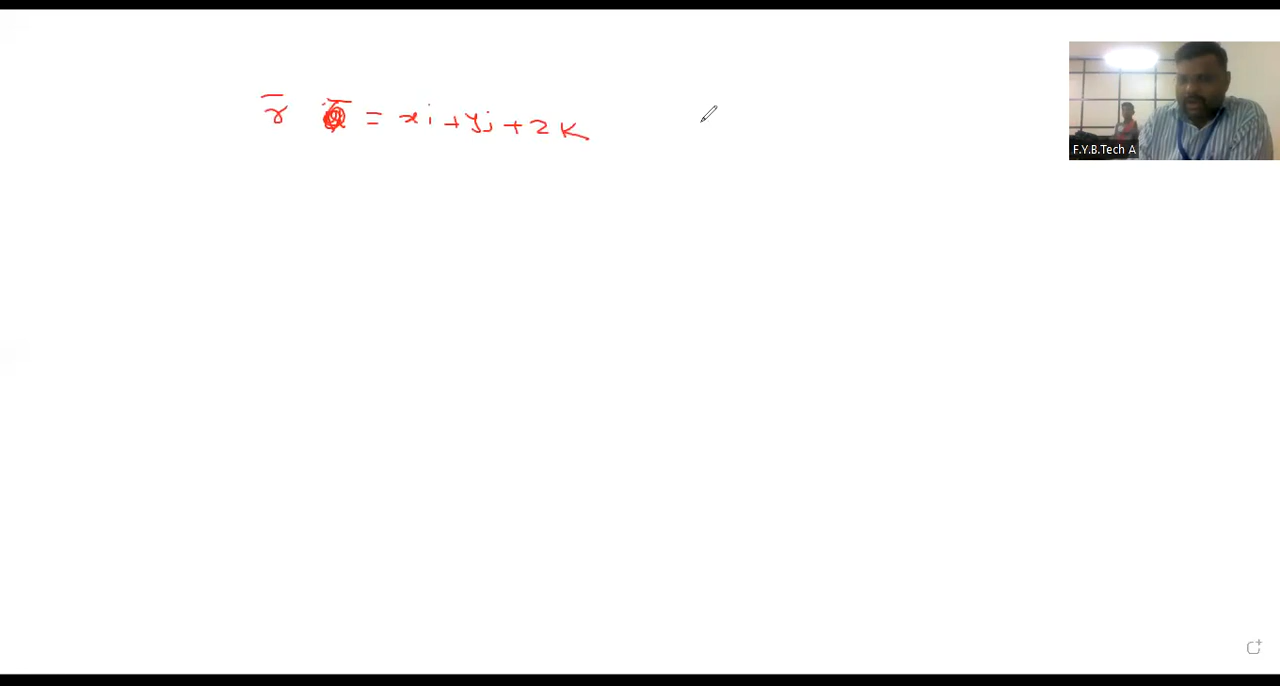 r̅ = xi + yj + zk
F.Y.B.Tech A